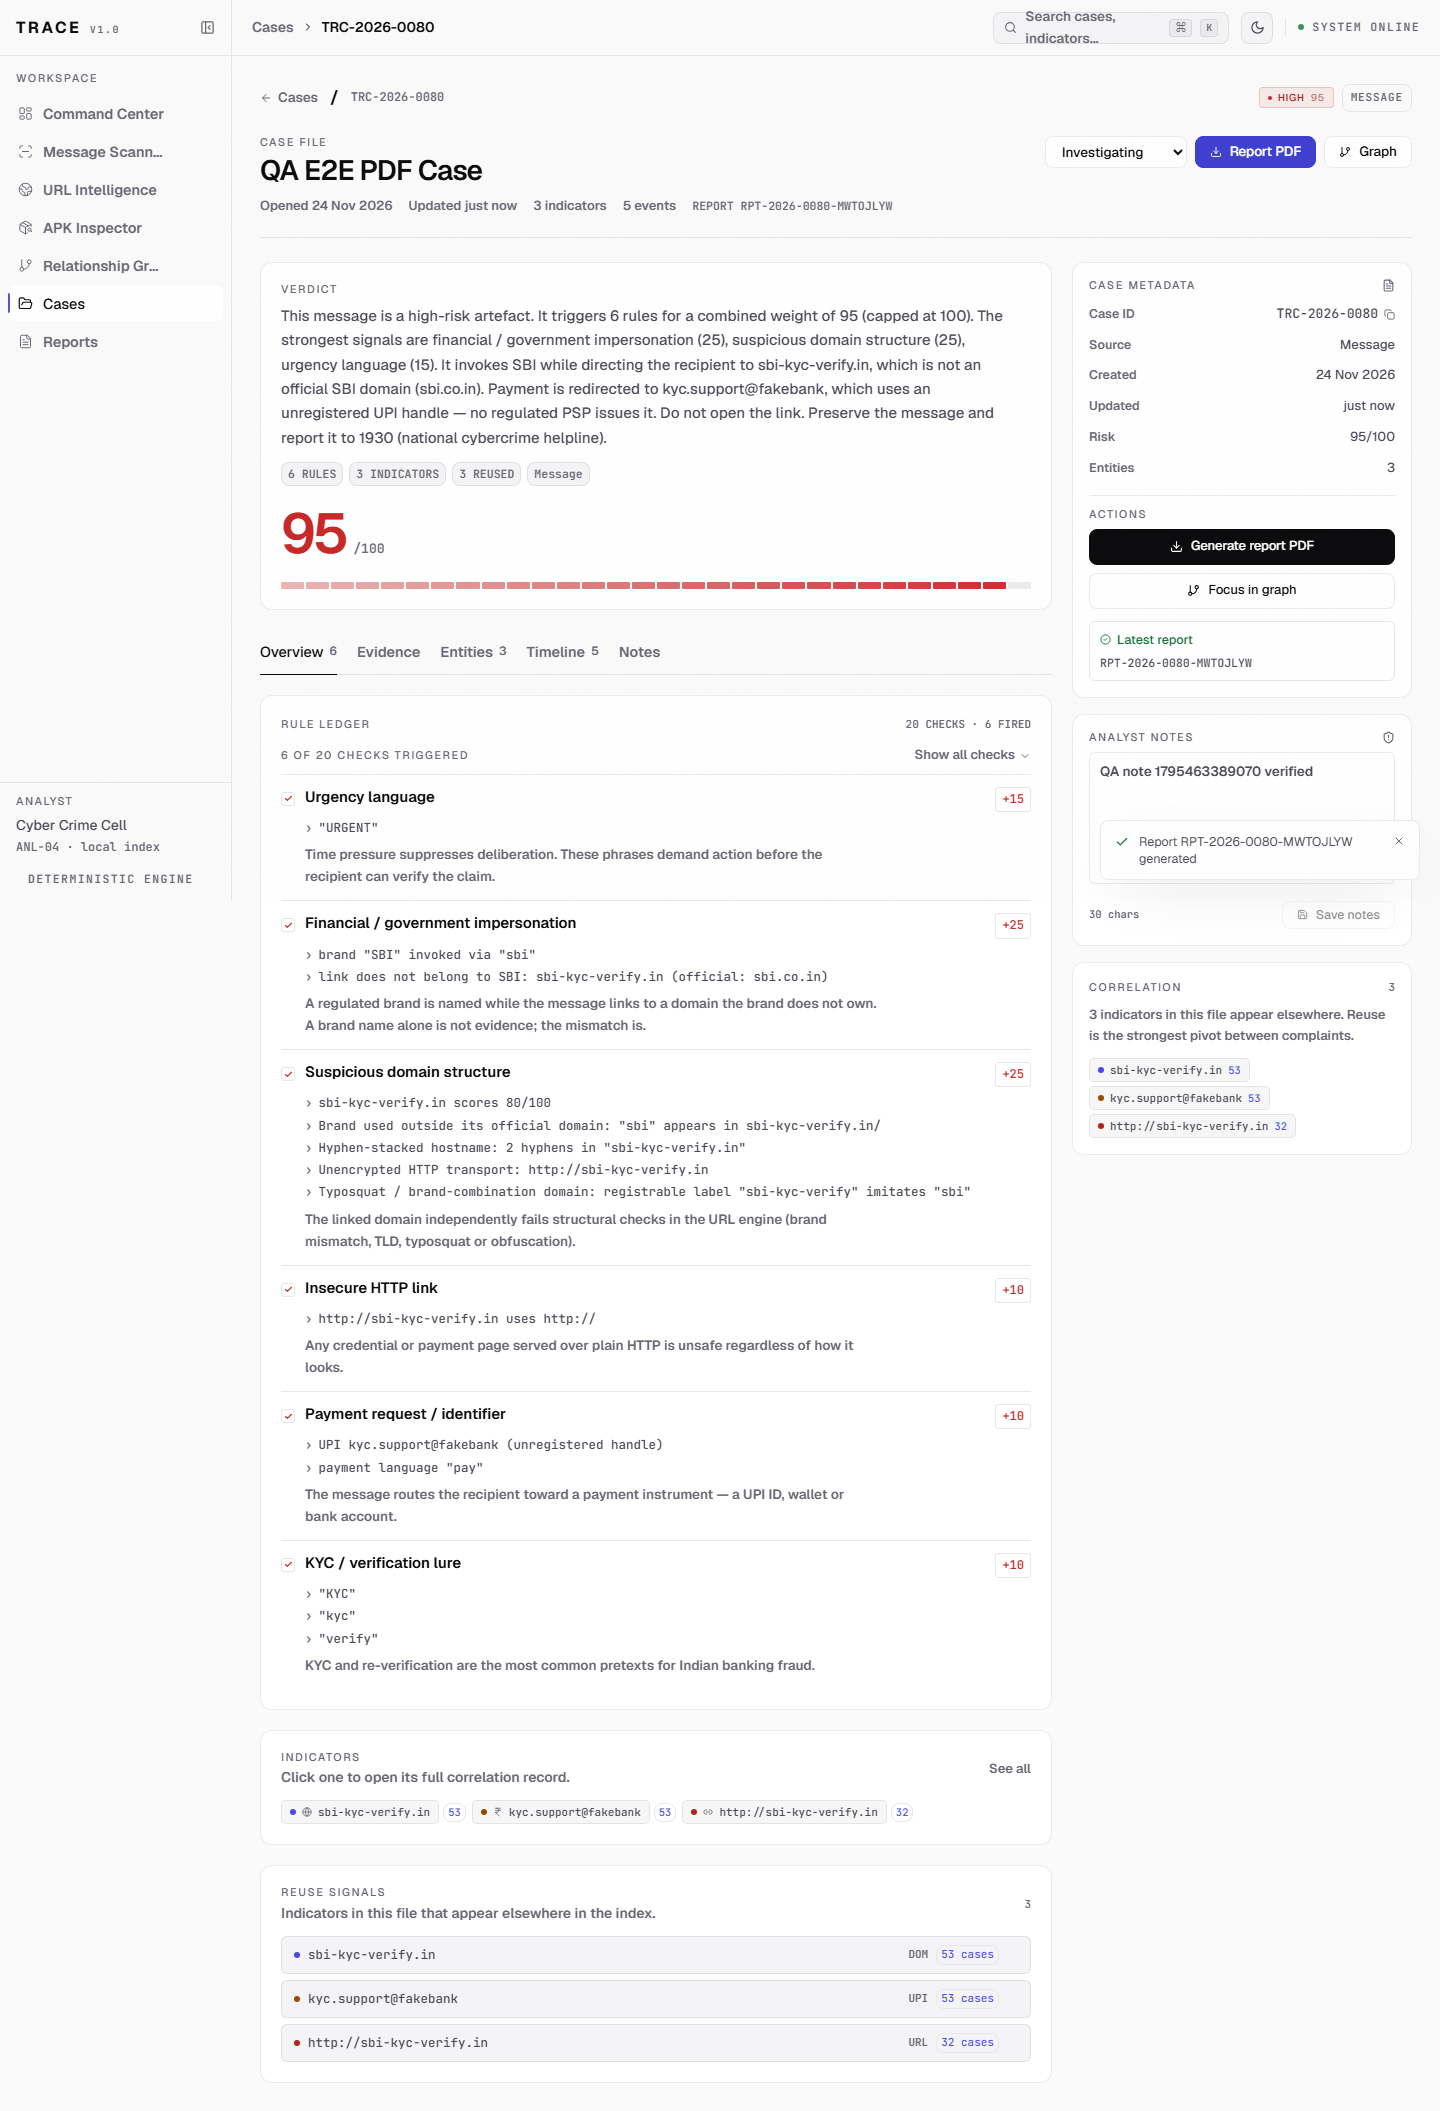 TRACE V1.0
WORKSPACE
Command Center
Message Scann...
URL Intelligence
APK Inspector
Relationship Gr...
Cases
Reports
ANALYST
Cyber Crime Cell
ANL-04 · local index
DETERMINISTIC ENGINE
Cases > TRC-2026-0080
Search cases,
indicators...
⌘ K
SYSTEM ONLINE
← Cases / TRC-2026-0080
HIGH 95
MESSAGE
CASE FILE
QA E2E PDF Case
Investigating
Report PDF
Graph
Opened 24 Nov 2026 Updated just now 3 indicators 5 events REPORT RPT-2026-0080-MWTOJLYW
VERDICT
This message is a high-risk artefact. It triggers 6 rules for a combined weight of 95 (capped at 100). The
strongest signals are financial / government impersonation (25), suspicious domain structure (25),
urgency language (15). It invokes SBI while directing the recipient to sbi-kyc-verify.in, which is not an
official SBI domain (sbi.co.in). Payment is redirected to kyc.support@fakebank, which uses an
unregistered UPI handle — no regulated PSP issues it. Do not open the link. Preserve the message and
report it to 1930 (national cybercrime helpline).
6 RULES 3 INDICATORS 3 REUSED Message
95 /100
Overview 6 Evidence Entities 3 Timeline 5 Notes
RULE LEDGER
20 CHECKS · 6 FIRED
6 OF 20 CHECKS TRIGGERED
Show all checks
Urgency language +15
› "URGENT"
Time pressure suppresses deliberation. These phrases demand action before the
recipient can verify the claim.
Financial / government impersonation +25
› brand "SBI" invoked via "sbi"
› link does not belong to SBI: sbi-kyc-verify.in (official: sbi.co.in)
A regulated brand is named while the message links to a domain the brand does not own.
A brand name alone is not evidence; the mismatch is.
Suspicious domain structure +25
› sbi-kyc-verify.in scores 80/100
› Brand used outside its official domain: "sbi" appears in sbi-kyc-verify.in/
› Hyphen-stacked hostname: 2 hyphens in "sbi-kyc-verify.in"
› Unencrypted HTTP transport: http://sbi-kyc-verify.in
› Typosquat / brand-combination domain: registrable label "sbi-kyc-verify" imitates "sbi"
The linked domain independently fails structural checks in the URL engine (brand
mismatch, TLD, typosquat or obfuscation).
Insecure HTTP link +10
› http://sbi-kyc-verify.in uses http://
Any credential or payment page served over plain HTTP is unsafe regardless of how it
looks.
Payment request / identifier +10
› UPI kyc.support@fakebank (unregistered handle)
› payment language "pay"
The message routes the recipient toward a payment instrument — a UPI ID, wallet or
bank account.
KYC / verification lure +10
› "KYC"
› "kyc"
› "verify"
KYC and re-verification are the most common pretexts for Indian banking fraud.
INDICATORS
Click one to open its full correlation record.
See all
sbi-kyc-verify.in 53 ₹ kyc.support@fakebank 53 http://sbi-kyc-verify.in 32
REUSE SIGNALS
Indicators in this file that appear elsewhere in the index.
3
sbi-kyc-verify.in DOM 53 cases
kyc.support@fakebank UPI 53 cases
http://sbi-kyc-verify.in URL 32 cases
CASE METADATA
Case ID TRC-2026-0080
Source Message
Created 24 Nov 2026
Updated just now
Risk 95/100
Entities 3
ACTIONS
Generate report PDF
Focus in graph
Latest report
RPT-2026-0080-MWTOJLYW
ANALYST NOTES
QA note 1795463389070 verified
Report RPT-2026-0080-MWTOJLYW
generated
30 chars
Save notes
CORRELATION 3
3 indicators in this file appear elsewhere. Reuse
is the strongest pivot between complaints.
sbi-kyc-verify.in 53
kyc.support@fakebank 53
http://sbi-kyc-verify.in 32